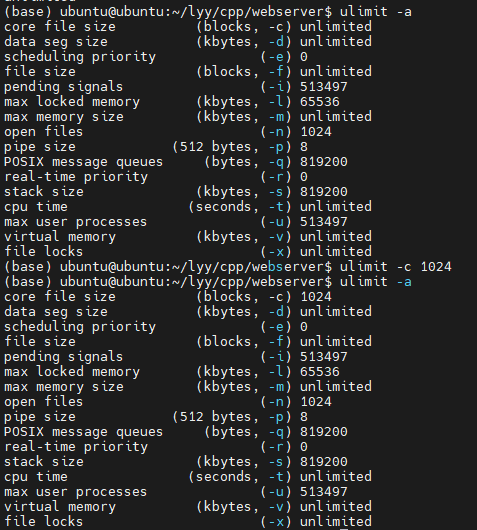 (base) ubuntu@ubuntu:~/lyy/cpp/webserver$ ulimit -a
core file size          (blocks, -c) unlimited
data seg size           (kbytes, -d) unlimited
scheduling priority             (-e) 0
file size               (blocks, -f) unlimited
pending signals                 (-i) 513497
max locked memory       (kbytes, -l) 65536
max memory size         (kbytes, -m) unlimited
open files                      (-n) 1024
pipe size            (512 bytes, -p) 8
POSIX message queues     (bytes, -q) 819200
real-time priority              (-r) 0
stack size              (kbytes, -s) 819200
cpu time               (seconds, -t) unlimited
max user processes              (-u) 513497
virtual memory          (kbytes, -v) unlimited
file locks                      (-x) unlimited
(base) ubuntu@ubuntu:~/lyy/cpp/webserver$ ulimit -c 1024
(base) ubuntu@ubuntu:~/lyy/cpp/webserver$ ulimit -a
core file size          (blocks, -c) 1024
data seg size           (kbytes, -d) unlimited
scheduling priority             (-e) 0
file size               (blocks, -f) unlimited
pending signals                 (-i) 513497
max locked memory       (kbytes, -l) 65536
max memory size         (kbytes, -m) unlimited
open files                      (-n) 1024
pipe size            (512 bytes, -p) 8
POSIX message queues     (bytes, -q) 819200
real-time priority              (-r) 0
stack size              (kbytes, -s) 819200
cpu time               (seconds, -t) unlimited
max user processes              (-u) 513497
virtual memory          (kbytes, -v) unlimited
file locks                      (-x) unlimited